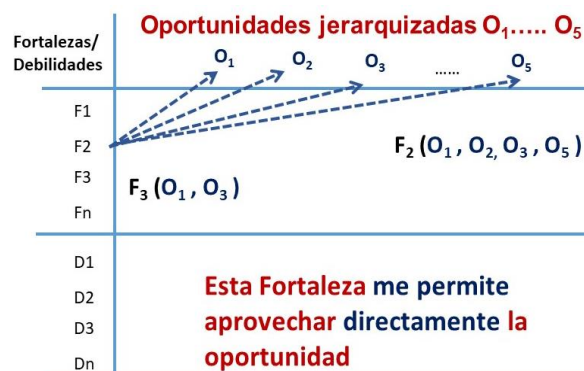 Oportunidades jerarquizadas O₁….. O₅
Fortalezas/
Debilidades
O₁ O₂ O₃ ...... O₅
F1
F2
F₂ (O₁ , O₂, O₃ , O₅ )
F3
F₃ (O₁ , O₃ )
Fn
D1
D2
D3
Dn
Esta Fortaleza me permite
aprovechar directamente la
oportunidad